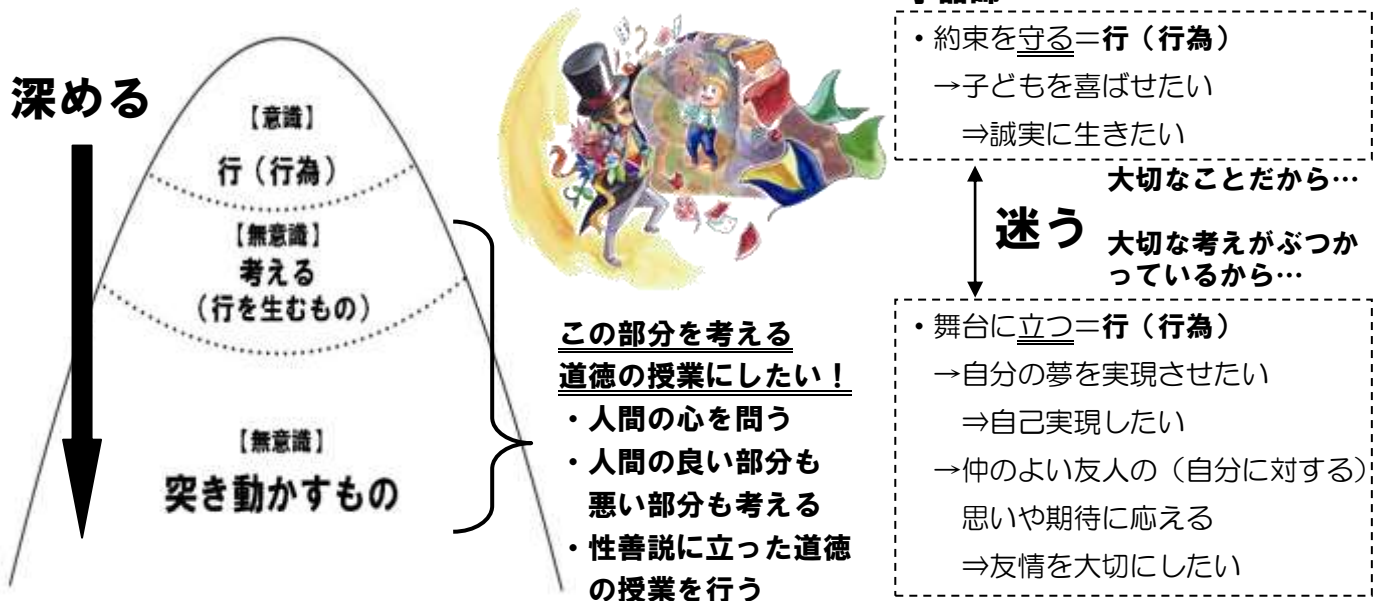 深める
【意識】
行(行為)
【無意識】
考える
(行を生むもの)
【無意識】
突き動かすもの
この部分を考える
道徳の授業にしたい!
・人間の心を問う
・人間の良い部分も
悪い部分も考える
・性善説に立った道徳
の授業を行う
・約束を守る=行(行為)
→子どもを喜ばせたい
⇒誠実に生きたい
迷う
大切なことだから…
大切な考えがぶつか
っているから…
・舞台に立つ=行(行為)
→自分の夢を実現させたい
⇒自己実現したい
→仲のよい友人の(自分に対する)
思いや期待に応える
⇒友情を大切にしたい